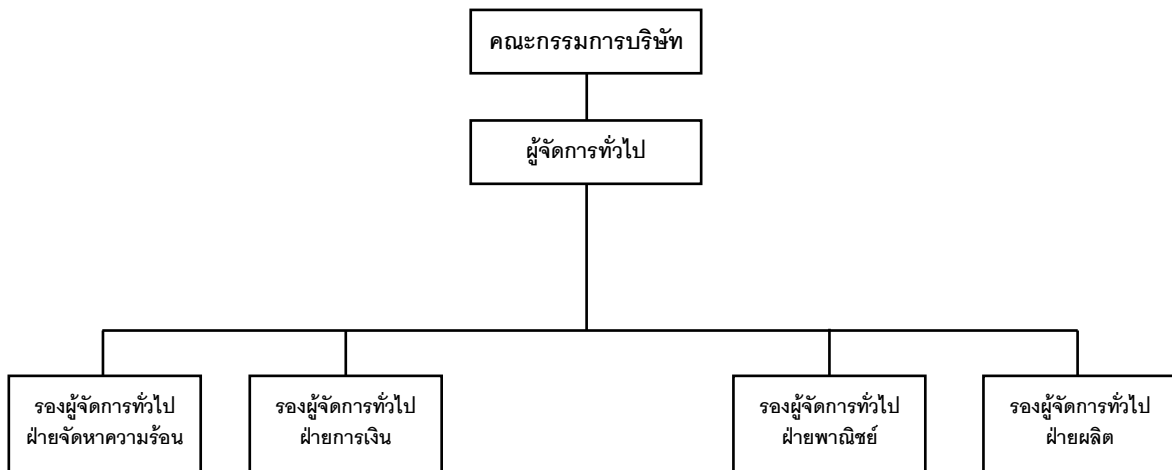 คณะกรรมการบริษัท
ผู้จัดการทั่วไป
รองผู้จัดการทั่วไป
ฝ่ายจัดหาความร้อน
รองผู้จัดการทั่วไป
ฝ่ายการเงิน
รองผู้จัดการทั่วไป
ฝ่ายพาณิชย์
รองผู้จัดการทั่วไป
ฝ่ายผลิต